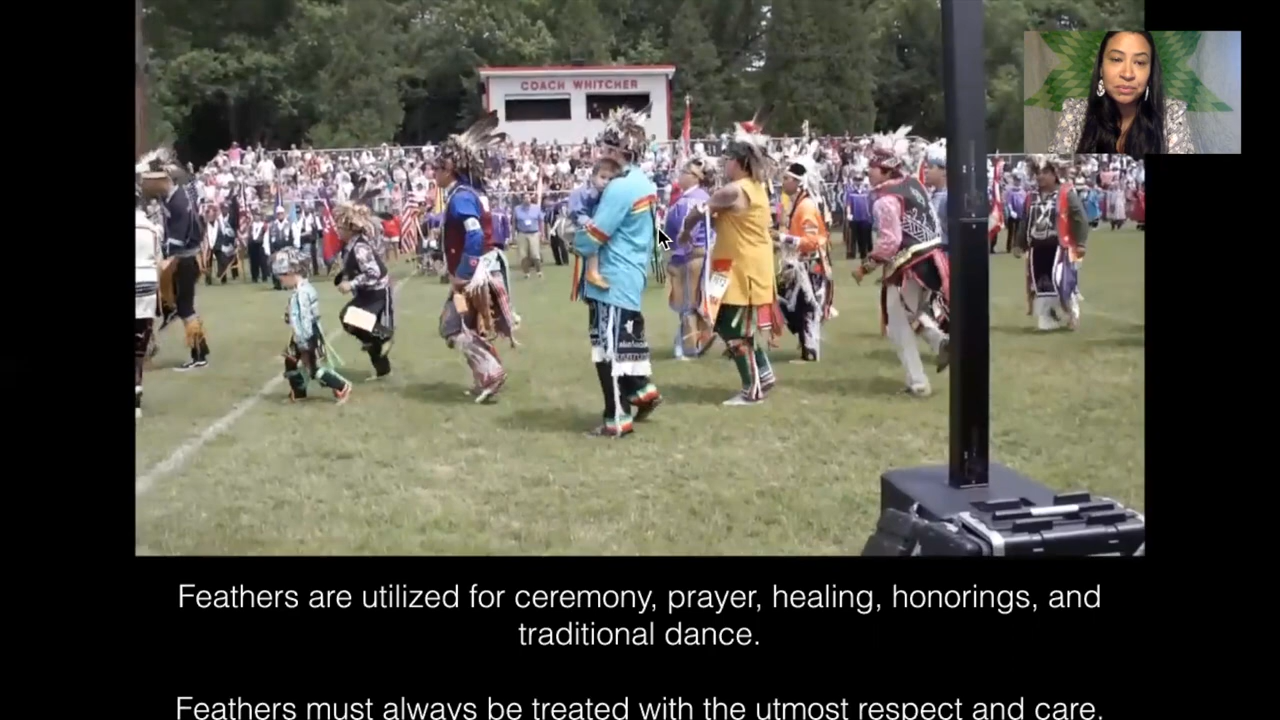 COACH WHITCHER
Feathers are utilized for ceremony, prayer, healing, honorings, and
traditional dance.
Feathers must always be treated with the utmost respect and care.